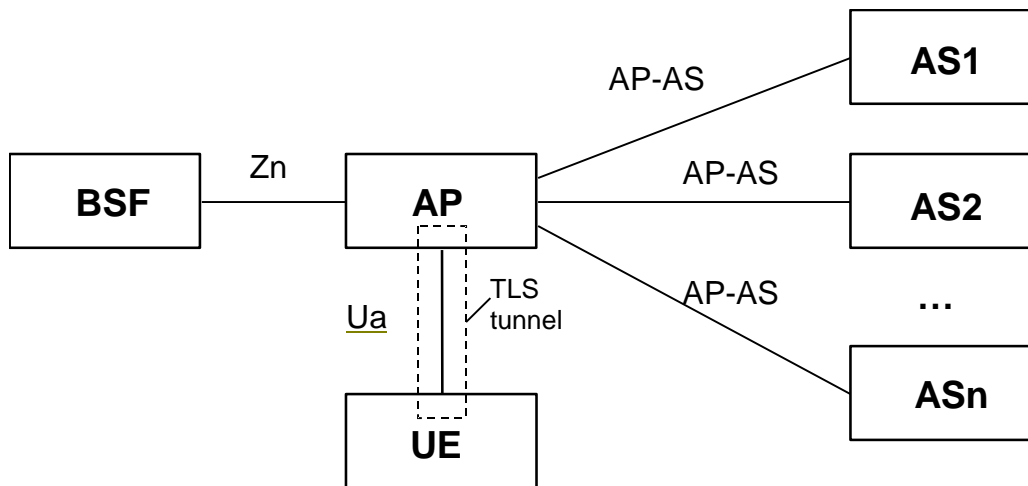 AS1
AP-AS
Zn
AP-AS
BSF
AP
AS2
TLS
tunnel
AP-AS
...
Ua
ASn
UE